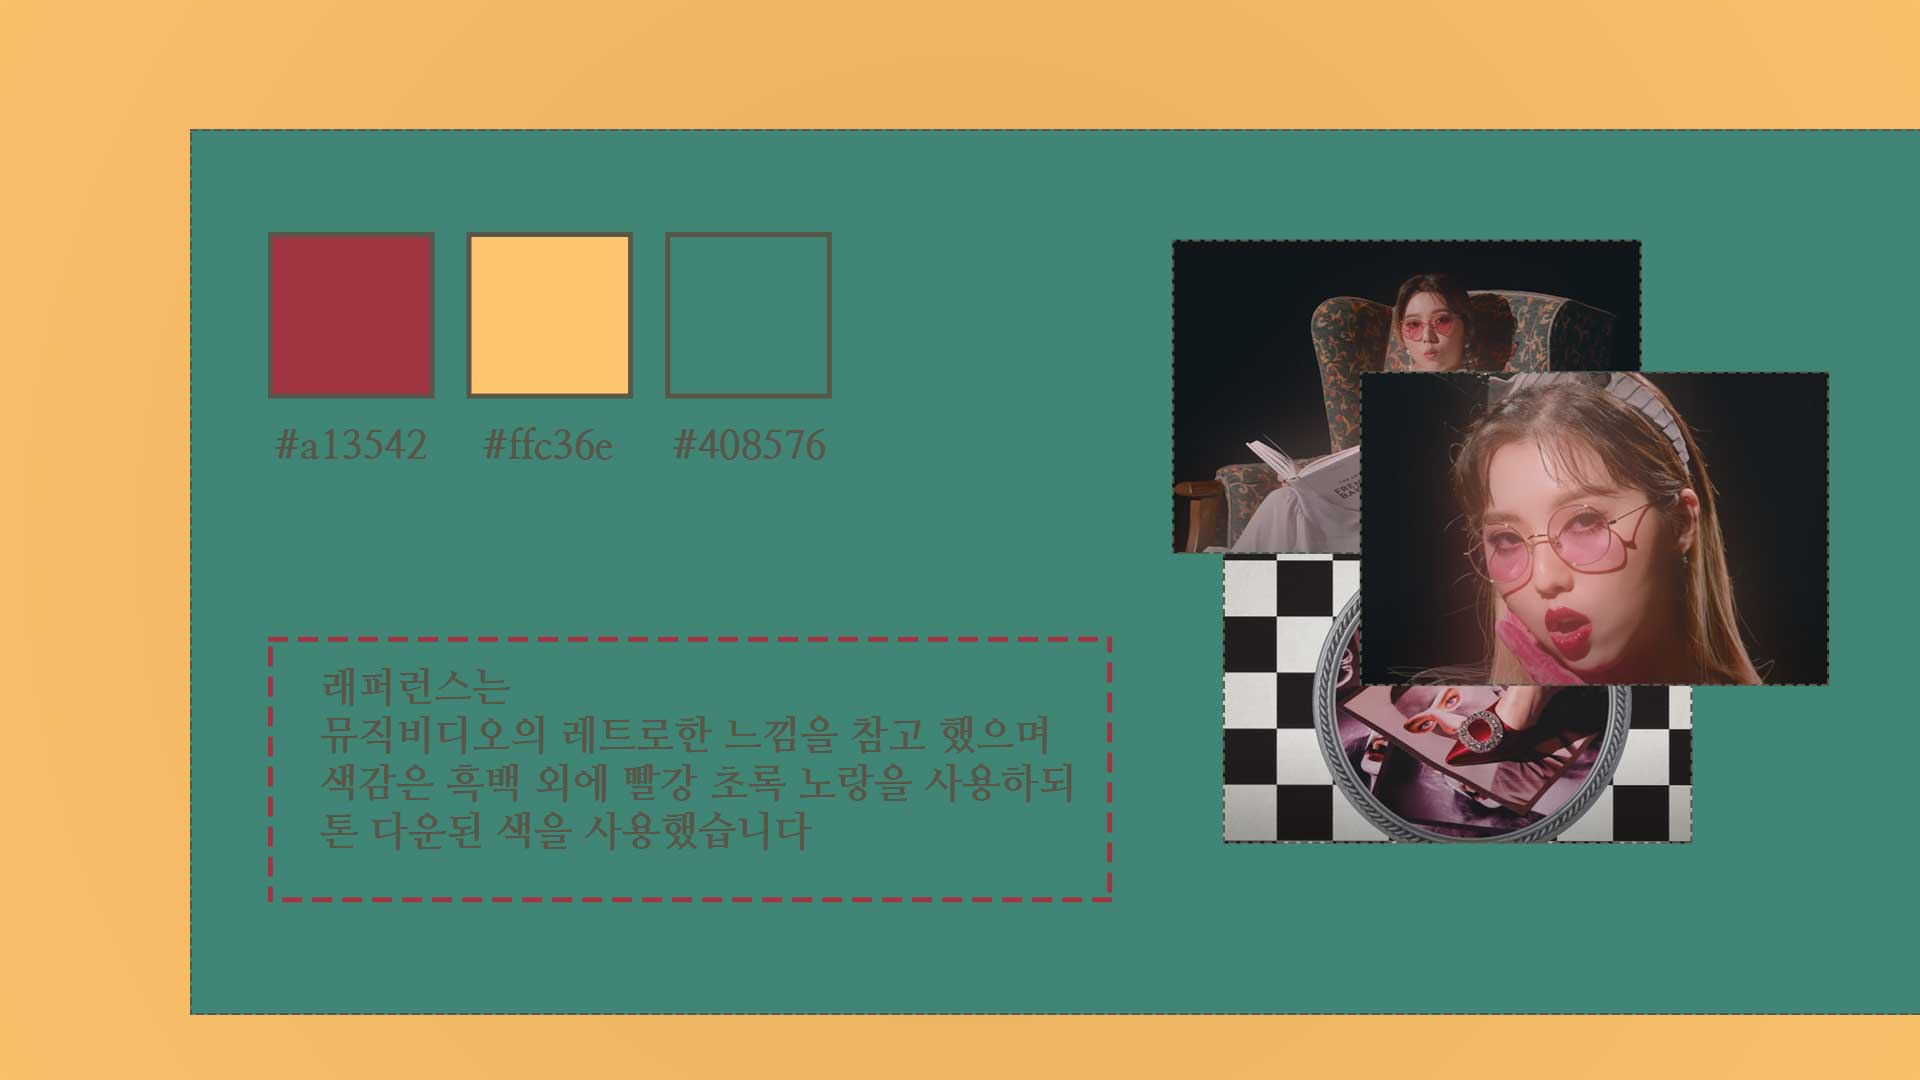 #a13542 #ffc36e #408576
래퍼런스는
뮤직비디오의 레트로한 느낌을 참고 했으며
색감은 흑백 외에 빨강 초록 노랑을 사용하되
톤 다운된 색을 사용했습니다